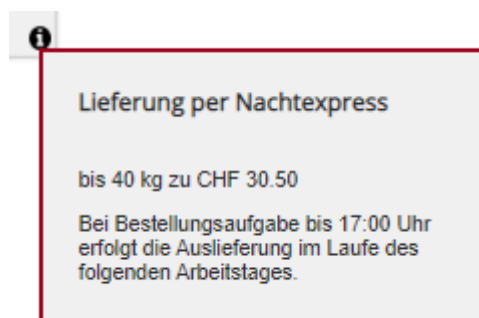 Lieferung per Nachtexpress
bis 40 kg zu CHF 30.50
Bei Bestellungsaufgabe bis 17:00 Uhr
erfolgt die Auslieferung im Laufe des
folgenden Arbeitstages.